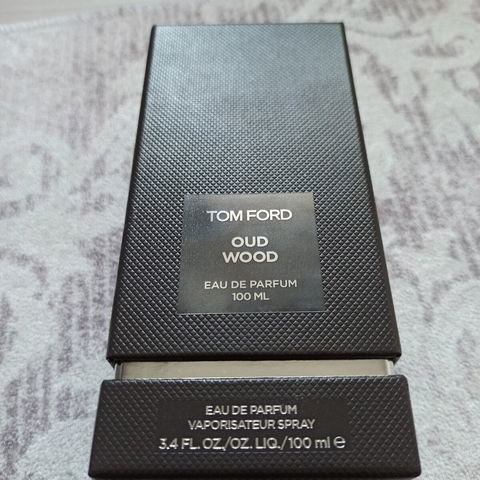 TOM FORD
OUD
WOOD
EAU DE PARFUM
100 ML
EAU DE PARFUM
VAPORISATEUR SPRAY
3.4 FL. OZ./OZ. LIQ./100 ml ℮